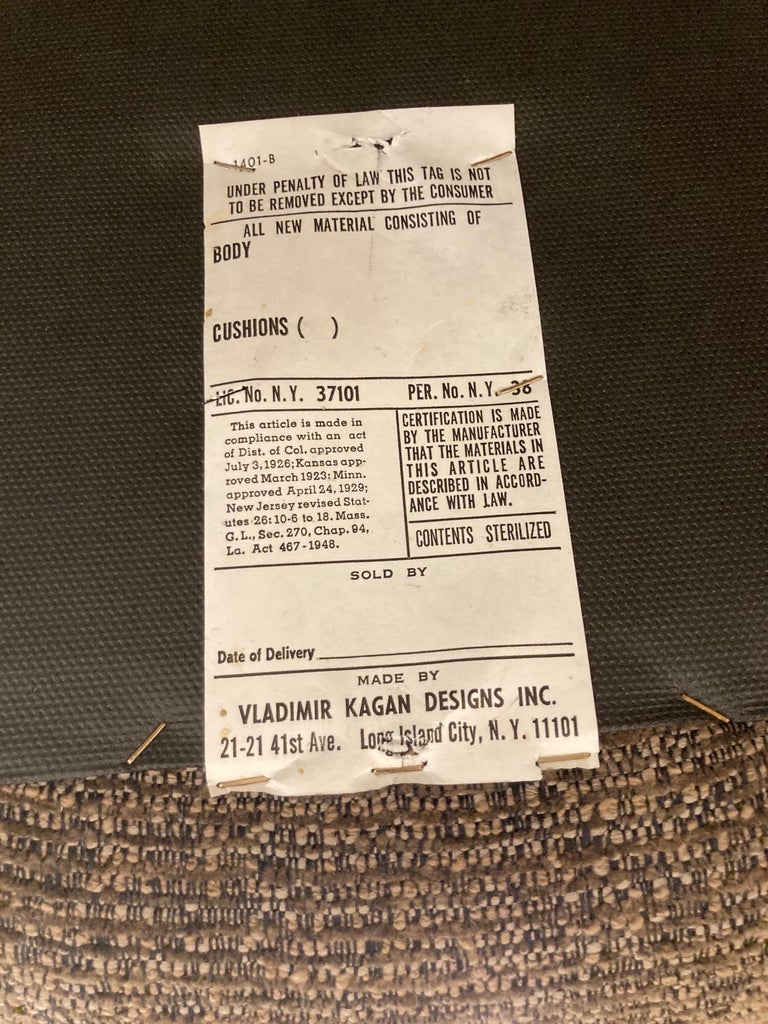 1401-B
UNDER PENALTY OF LAW THIS TAG IS NOT
TO BE REMOVED EXCEPT BY THE CONSUMER
ALL NEW MATERIAL CONSISTING OF
BODY
CUSHIONS ( )
LIC. No. N.Y. 37101
PER. No. N.Y. 36
This article is made in
compliance with an act
of Dist. of Col. approved
July 3, 1926; Kansas app-
roved March 1923; Minn.
approved April 24, 1929;
New Jersey revised Stat-
utes 26:10-6 to 18. Mass.
G. L., Sec. 270, Chap. 94,
La. Act 467-1948.
CERTIFICATION IS MADE
BY THE MANUFACTURER
THAT THE MATERIALS IN
THIS ARTICLE ARE
DESCRIBED IN ACCORD-
ANCE WITH LAW.
CONTENTS STERILIZED
SOLD BY
Date of Delivery
MADE BY
VLADIMIR KAGAN DESIGNS INC.
21-21 41st Ave. Long Island City, N. Y. 11101